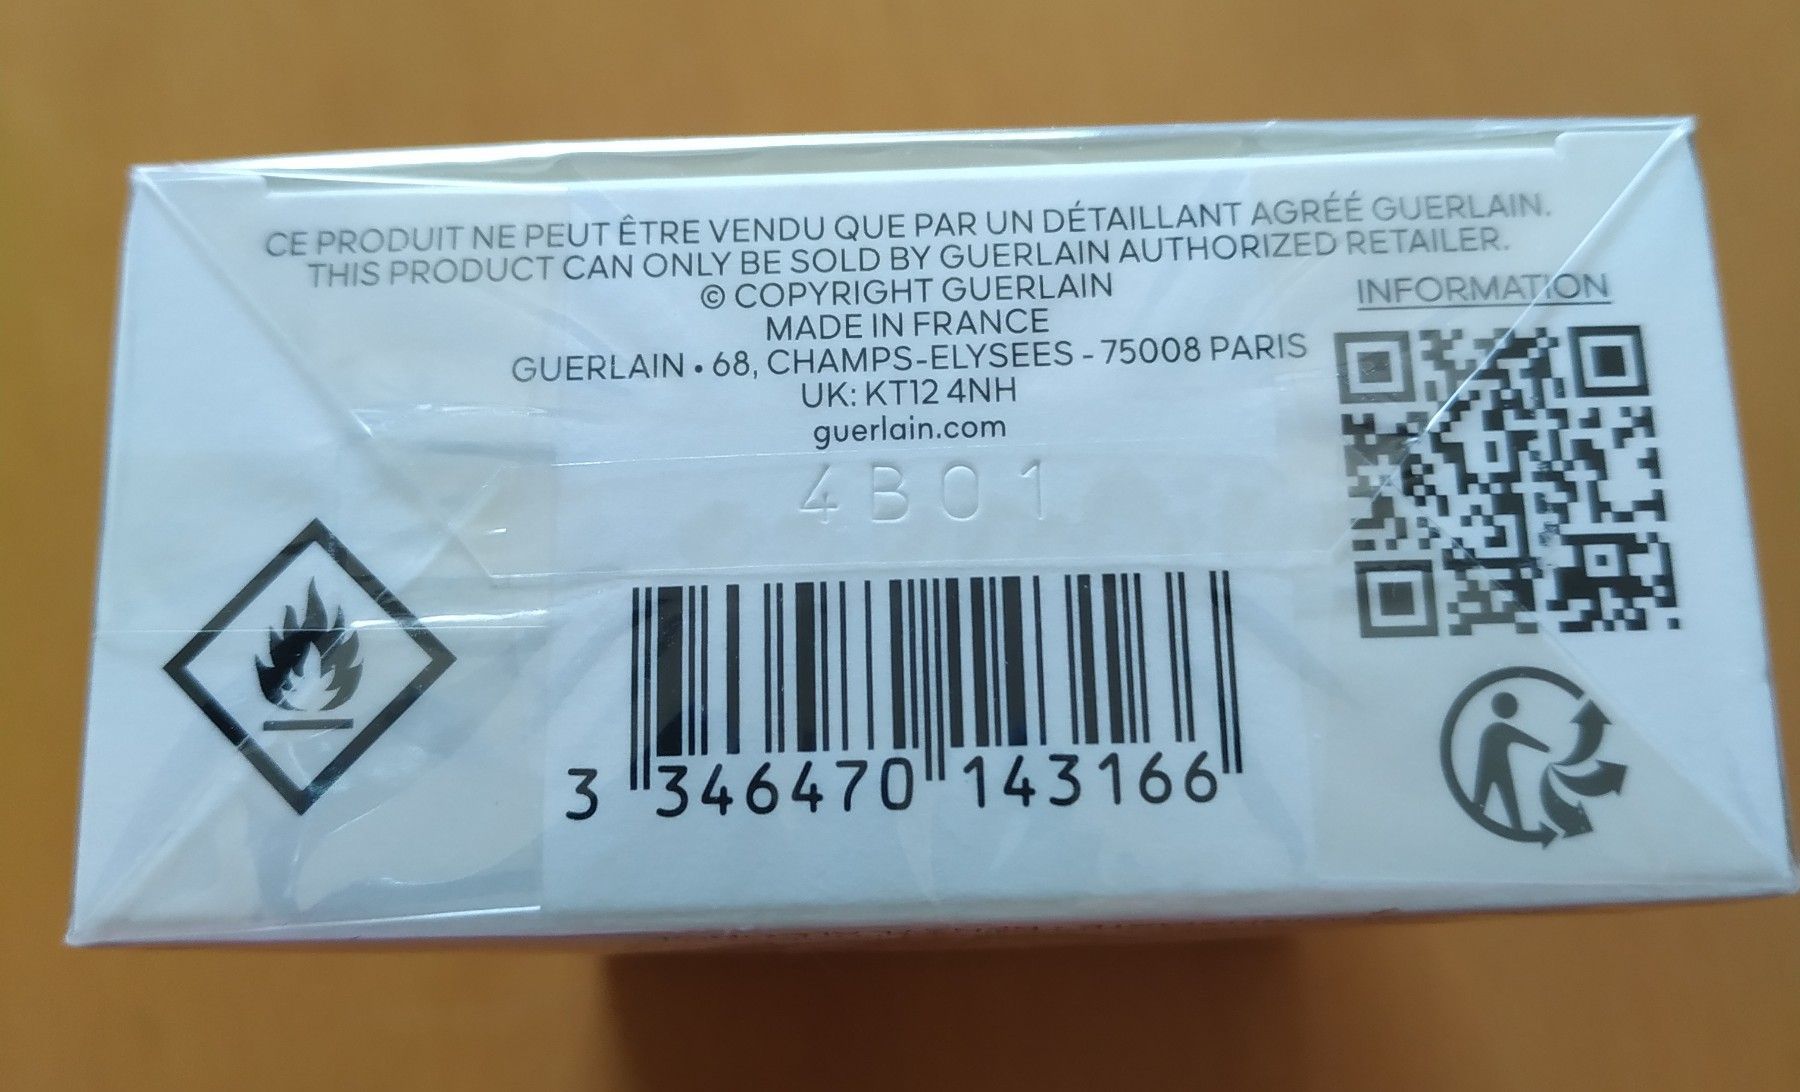 CE PRODUIT NE PEUT ÊTRE VENDU QUE PAR UN DÉTAILLANT AGRÉÉ GUERLAIN.
THIS PRODUCT CAN ONLY BE SOLD BY GUERLAIN AUTHORIZED RETAILER.
© COPYRIGHT GUERLAIN
INFORMATION
MADE IN FRANCE
GUERLAIN • 68, CHAMPS-ELYSEES - 75008 PARIS
UK: KT12 4NH
guerlain.com
4B01
3 346470 143166